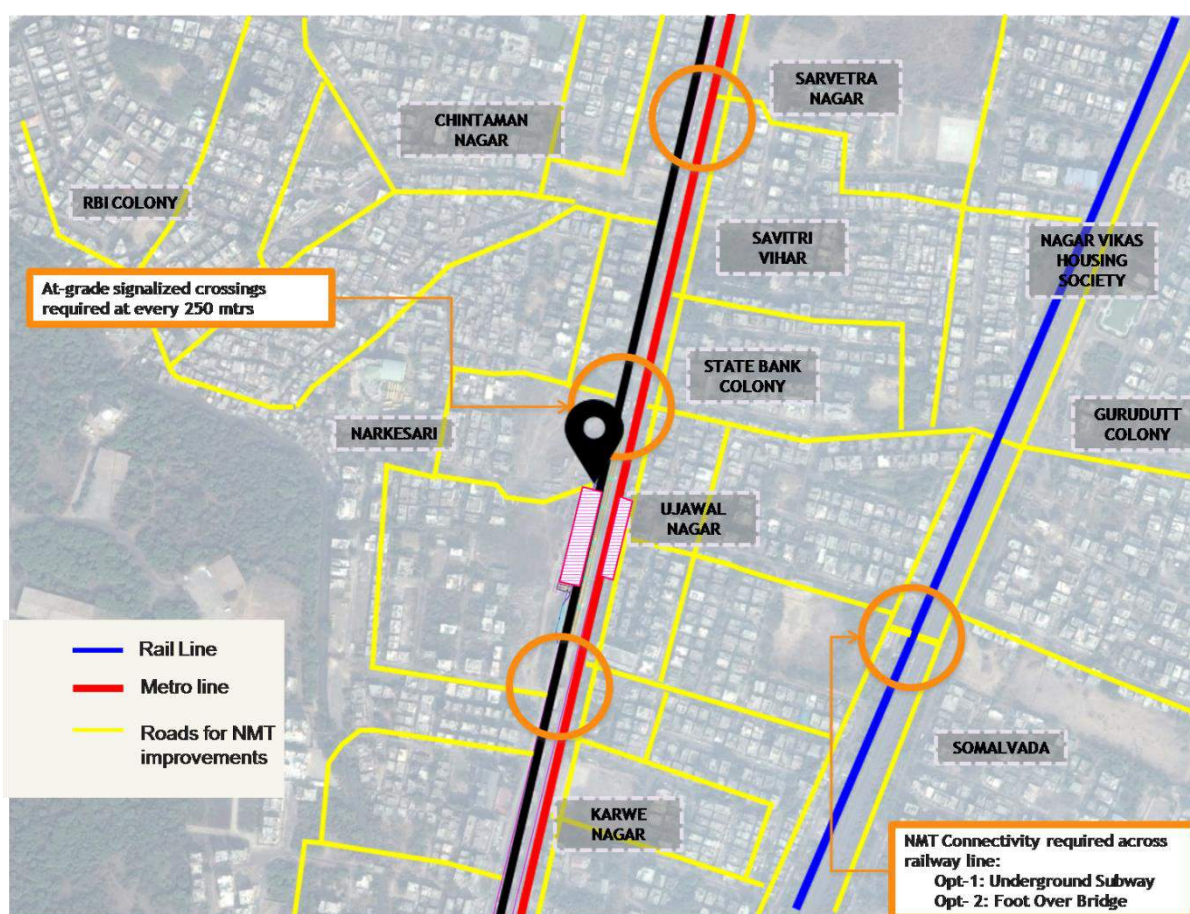 SARVETRA
NAGAR
CHINTAMAN
NAGAR
RBI COLONY
SAVITRI
VIHAR
NAGAR VIKAS
HOUSING
SOCIETY
At-grade signalized crossings
required at every 250 mtrs
STATE BANK
COLONY
NARKESARI
GURUDUTT
COLONY
UJAWAL
NAGAR
Rail Line
Metro line
Roads for NMT
improvements
SOMALVADA
KARWE
NAGAR
NMT Connectivity required across
railway line:
Opt-1: Underground Subway
Opt- 2: Foot Over Bridge